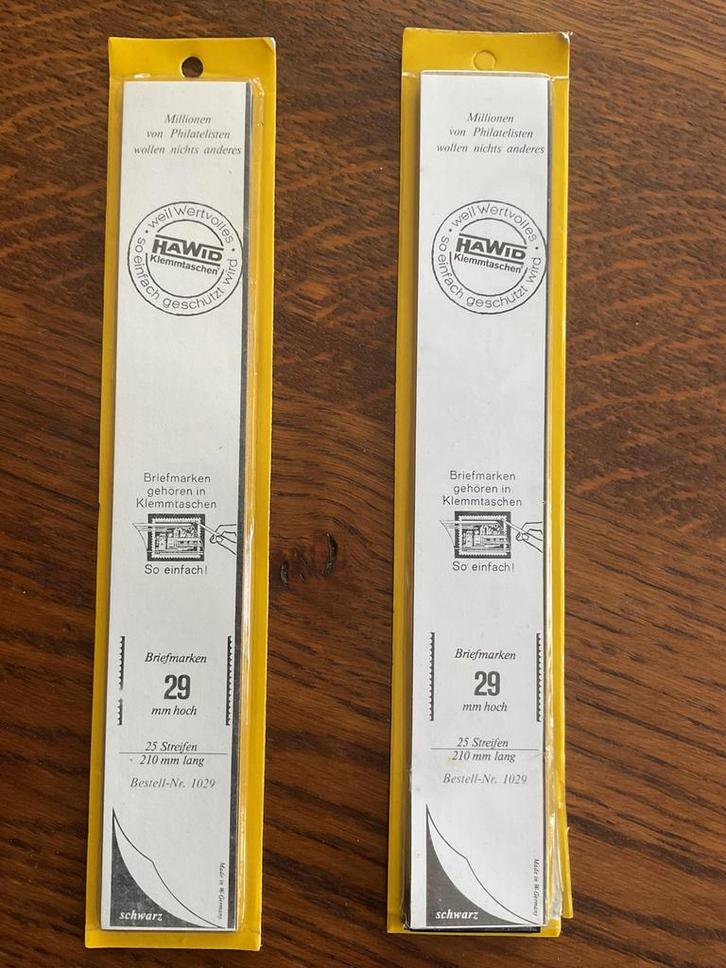 Millionen
von Philatelisten
wollen nichts anderes
· weil Wertvolles ·
HAWID
Klemmtaschen
so einfach geschützt wird
Briefmarken
gehören in
Klemmtaschen
So einfach!
Briefmarken
29
mm hoch
25 Streifen
210 mm lang
Bestell-Nr. 1029
Made in W.-Germany
schwarz
Millionen
von Philatelisten
wollen nichts anderes
· weil Wertvolles ·
HAWID
Klemmtaschen
so einfach geschützt wird
Briefmarken
gehören in
Klemmtaschen
So einfach!
Briefmarken
29
mm hoch
25 Streifen
210 mm lang
Bestell-Nr. 1029
Made in W.-Germany
schwarz